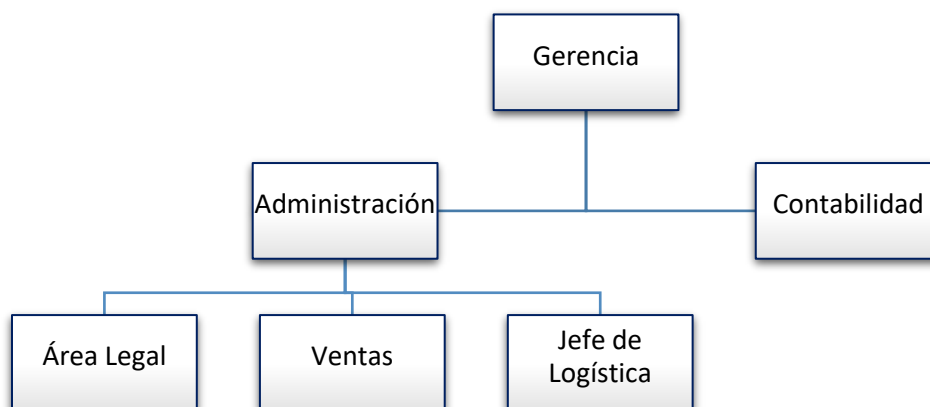 Gerencia
Administración
Contabilidad
Área Legal
Ventas
Jefe de
Logística